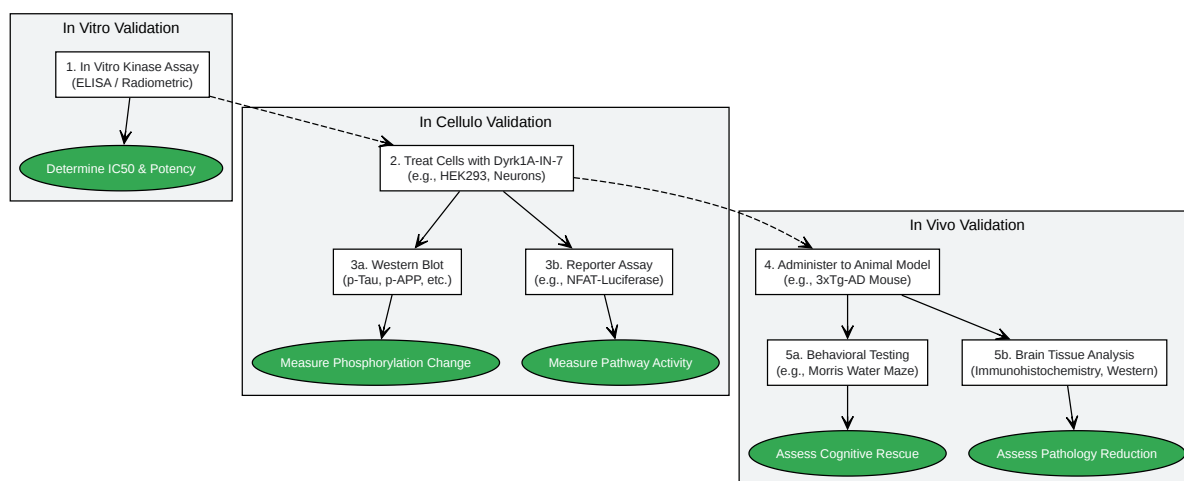 In Vitro Validation
1. In Vitro Kinase Assay
(ELISA / Radiometric)
Determine IC50 & Potency
In Cellulo Validation
2. Treat Cells with Dyrk1A-IN-7
(e.g., HEK293, Neurons)
3a. Western Blot
(p-Tau, p-APP, etc.)
3b. Reporter Assay
(e.g., NFAT-Luciferase)
Measure Phosphorylation Change
Measure Pathway Activity
In Vivo Validation
4. Administer to Animal Model
(e.g., 3xTg-AD Mouse)
5a. Behavioral Testing
(e.g., Morris Water Maze)
5b. Brain Tissue Analysis
(Immunohistochemistry, Western)
Assess Cognitive Rescue
Assess Pathology Reduction